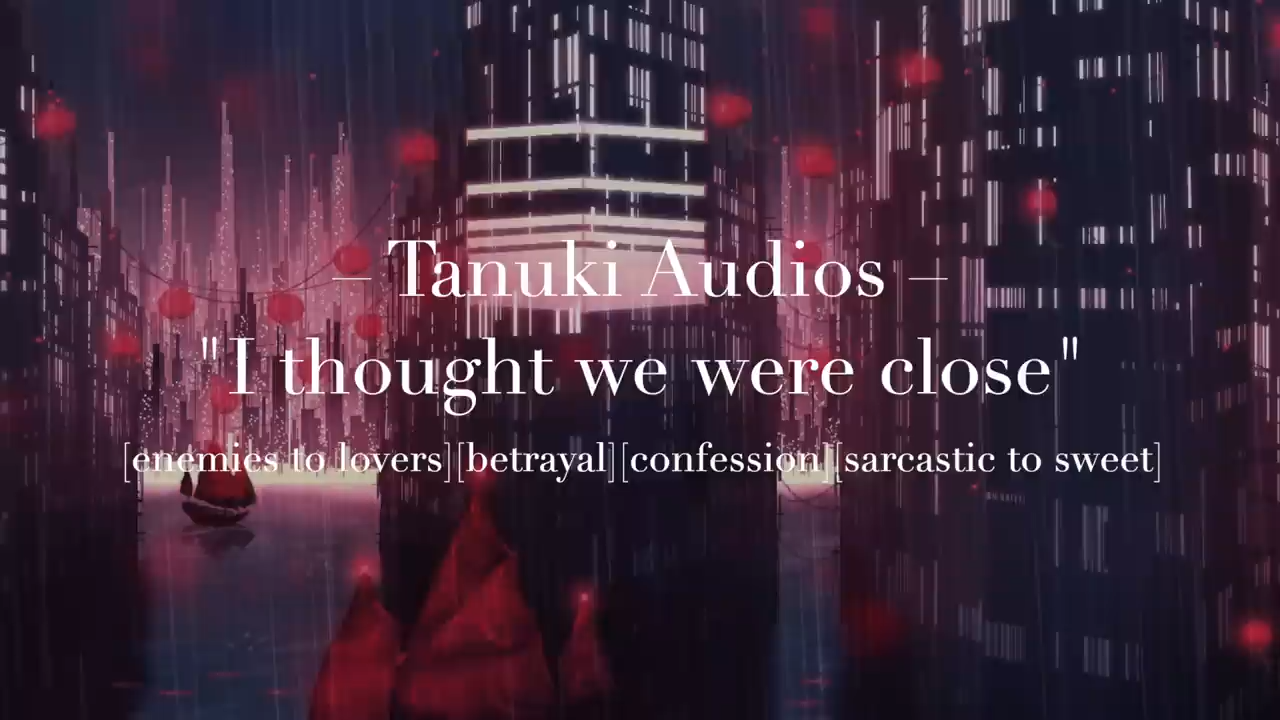 – Tanuki Audios –
"I thought we were close"
[enemies to lovers][betrayal][confession][sarcastic to sweet]